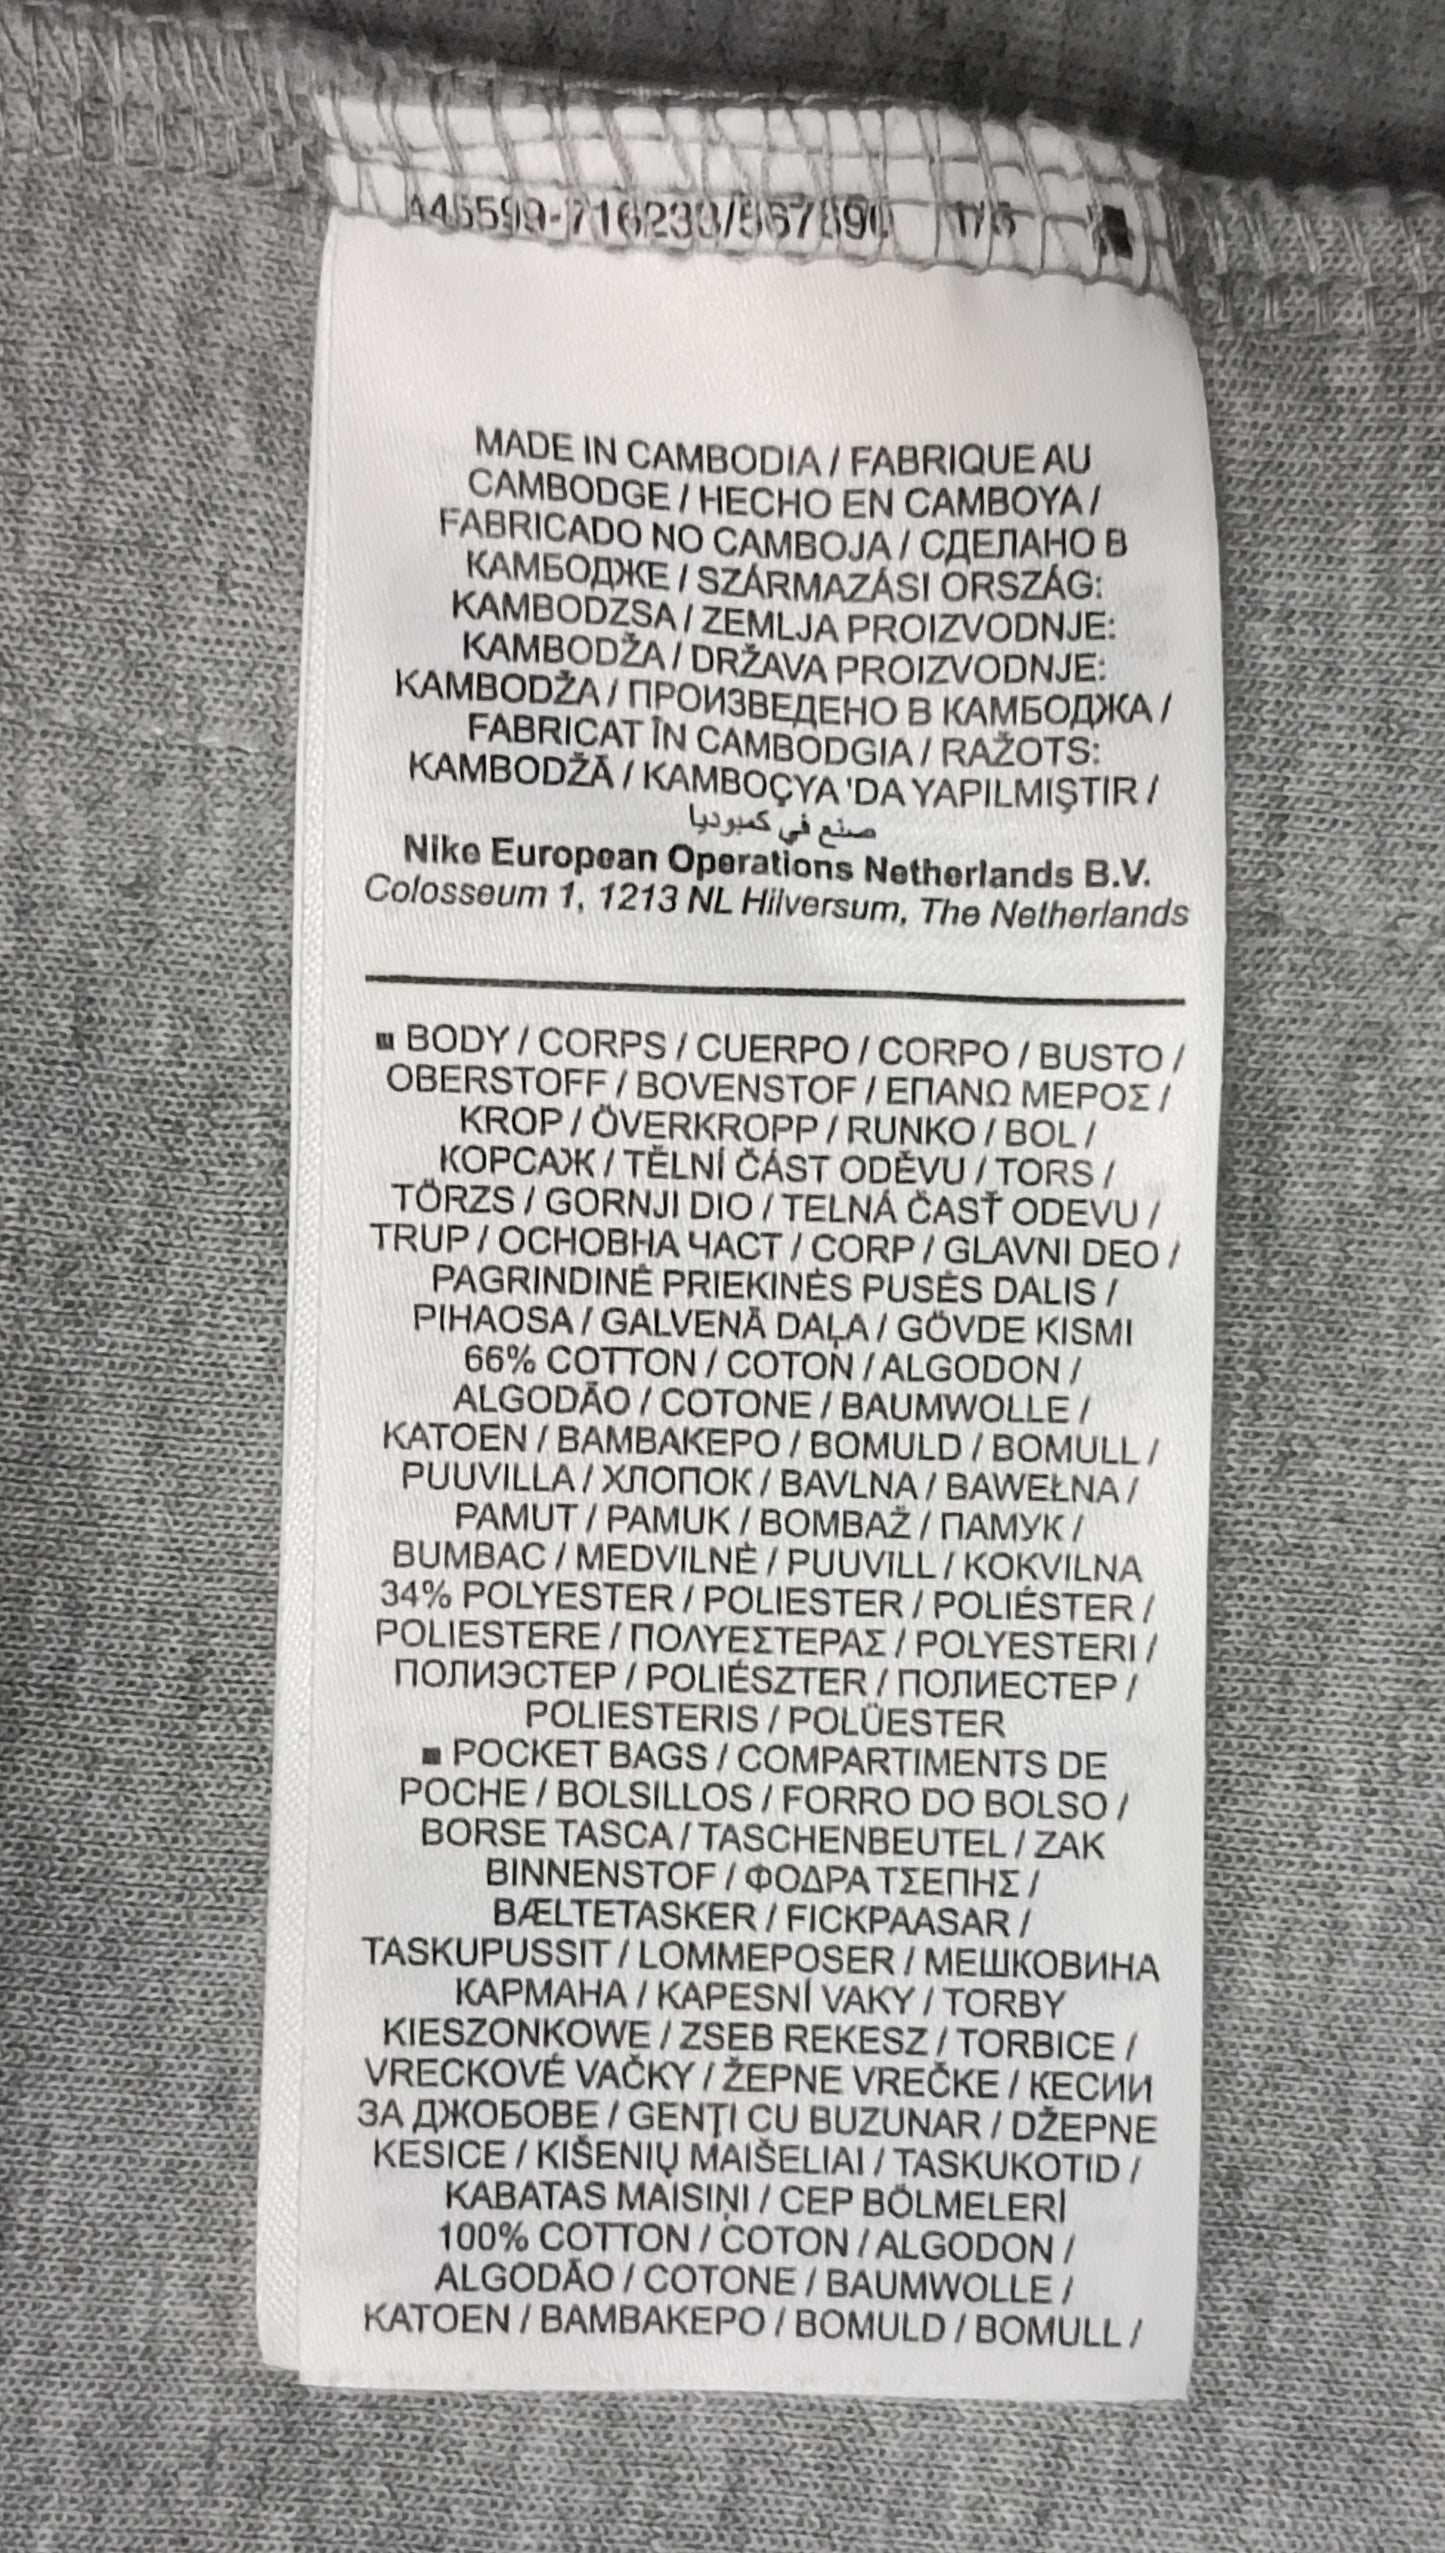 MADE IN CAMBODIA / FABRIQUE AU
CAMBODGE / HECHO EN CAMBOYA /
FABRICADO NO CAMBOJA / СДЕЛАНО В
КАМБОДЖЕ / SZÁRMAZÁSI ORSZÁG:
KAMBODZSA / ZEMLJA PROIZVODNJE:
KAMBODŽA / DRŽAVA PROIZVODNJE:
KAMBODŽA / ПРОИЗВЕДЕНО В КАМБОДЖА /
FABRICAT ÎN CAMBODGIA / RAŽOTS:
KAMBODŽĀ / KAMBOÇYA 'DA YAPILMIŞTIR /
صنع في كمبوديا
Nike European Operations Netherlands B.V.
Colosseum 1, 1213 NL Hilversum, The Netherlands
BODY / CORPS / CUERPO / CORPO / BUSTO /
OBERSTOFF / BOVENSTOF / ΕΠΑΝΩ ΜΕΡΟΣ /
KROP / ÖVERKROPP / RUNKO / BOL /
КОРСАЖ / TĚLNÍ ČÁST ODĚVU / TORS /
TÖRZS / GORNJI DIO / TELNÁ ČASŤ ODEVU /
TRUP / ОСНОВНА ЧАСТ / CORP / GLAVNI DEO /
PAGRINDINĖ PRIEKINĖS PUSĖS DALIS /
PIHAOSA / GALVENĀ DAĻA / GÖVDE KISMI
66% COTTON / COTON / ALGODON /
ALGODÃO / COTONE / BAUMWOLLE /
KATOEN / ΒΑΜΒΑΚΕΡΟ / BOMULD / BOMULL /
PUUVILLA / ХЛОПОК / BAVLNA / BAWEŁNA /
PAMUT / PAMUK / BOMBAŽ / ПАМУК /
BUMBAC / MEDVILNĖ / PUUVILL / KOKVILNA
34% POLYESTER / POLIESTER / POLIÉSTER /
POLIESTERE / ΠΟΛΥΕΣΤΕΡΑΣ / POLYESTERI /
ПОЛИЭСТЕР / POLIÉSZTER / ПОЛИЕСТЕР /
POLIESTERIS / POLÜESTER
POCKET BAGS / COMPARTIMENTS DE
POCHE / BOLSILLOS / FORRO DO BOLSO /
BORSE TASCA / TASCHENBEUTEL / ZAK
BINNENSTOF / ΦΟΔΡΑ ΤΣΕΠΗΣ /
BÆLTETASKER / FICKPAASAR /
TASKUPUSSIT / LOMMEPOSER / МЕШКОВИНА
КАРМАНА / KAPESNÍ VAKY / TORBY
KIESZONKOWE / ZSEB REKESZ / TORBICE /
VRECKOVÉ VAČKY / ŽEPNE VREČKE / КЕСИИ
ЗА ДЖОБОВЕ / GENŢI CU BUZUNAR / DŽEPNE
KESICE / KIŠENIŲ MAIŠELIAI / TASKUKOTID /
KABATAS MAISIŅI / CEP BÖLMELERİ
100% COTTON / COTON / ALGODON /
ALGODÃO / COTONE / BAUMWOLLE /
KATOEN / ΒΑΜΒΑΚΕΡΟ / BOMULD / BOMULL /